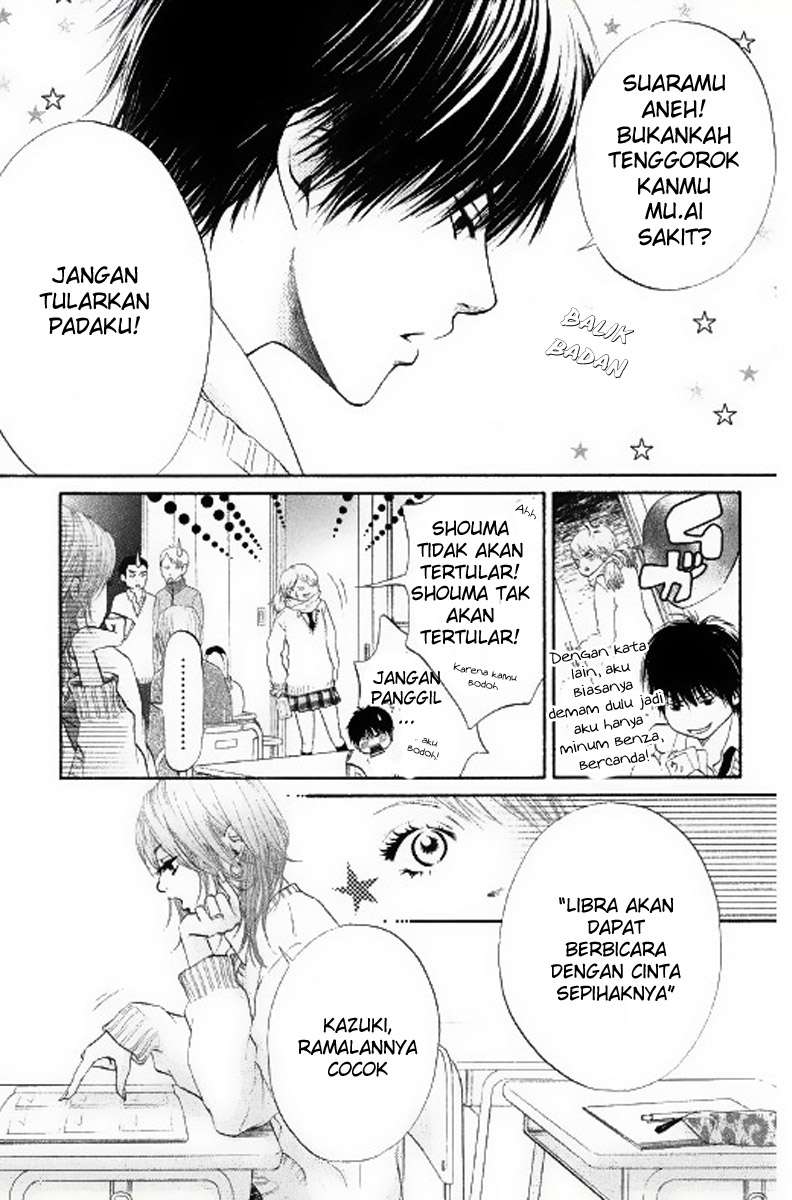 SUARAMU
ANEH!
BUKANKAH
TENGGOROK
KANMU
MU.AI
SAKIT?
JANGAN
TULARKAN
PADAKU!
BALIK
BADAN
Ahh
SHOUMA
TIDAK AKAN
TERTULAR!
SHOUMA TAK
AKAN
TERTULAR!
Karena kamu
bodoh
JANGAN
PANGGIL
...
.. aku
bodoh!
.........
Dengan kata
lain, aku
biasanya
demam dulu jadi
aku hanya
minum Benza,
Bercanda!
"LIBRA AKAN
DAPAT
BERBICARA
DENGAN CINTA
SEPIHAKNYA"
KAZUKI,
RAMALANNYA
COCOK